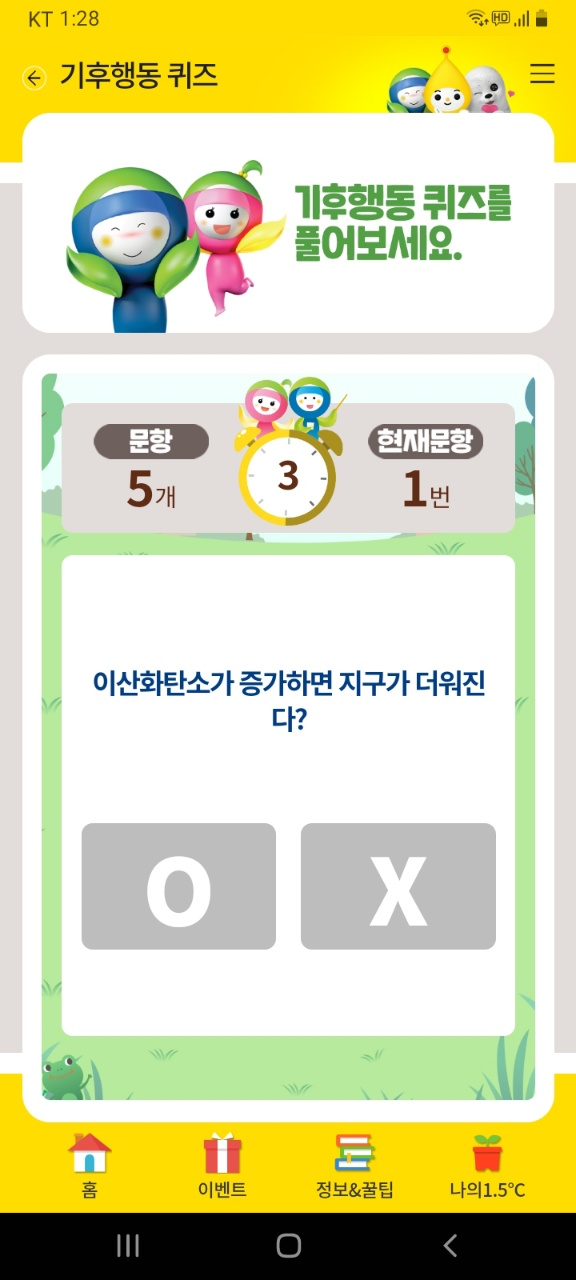 KT 1:28
HD
기후행동 퀴즈
기후행동 퀴즈를
풀어보세요.
문항
5개
3
현재문항
1번
이산화탄소가 증가하면 지구가 더워진
다?
O
X
홈
이벤트
정보&꿀팁
나의1.5℃